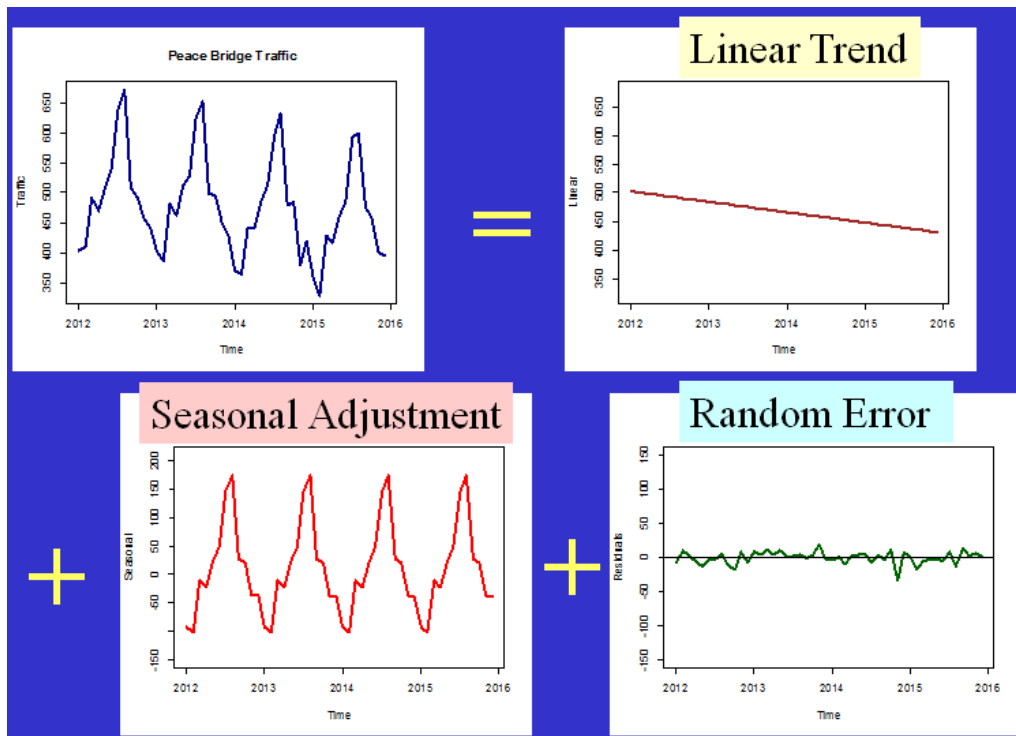 Peace Bridge Traffic
Traffic
650
600
550
500
450
400
350
2012 2013 2014 2015 2016
Time
=
Linear Trend
Linear
650
600
550
500
450
400
350
2012 2013 2014 2015 2016
Time
+
Seasonal Adjustment
Seasonal
200
150
100
50
0
-50
-150
2012 2013 2014 2015 2016
Time
+
Random Error
Residuals
150
100
50
0
-50
-100
-150
2012 2013 2014 2015 2016
Time